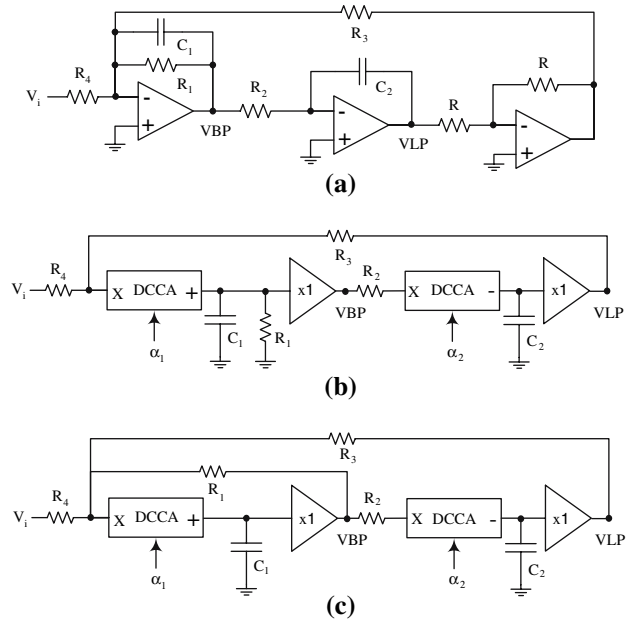 R₃
C₁
R₄ R₁ R₂ C₂ R R
Vᵢ - + VBP - + VLP - +
(a)
R₃
R₄ R₂
Vᵢ X DCCA + x1 X DCCA - x1
VBP VLP
C₁ R₁ C₂
α₁ α₂
(b)
R₃
R₁
R₄ R₂
Vᵢ X DCCA + x1 X DCCA - x1
VBP VLP
C₁ C₂
α₁ α₂
(c)